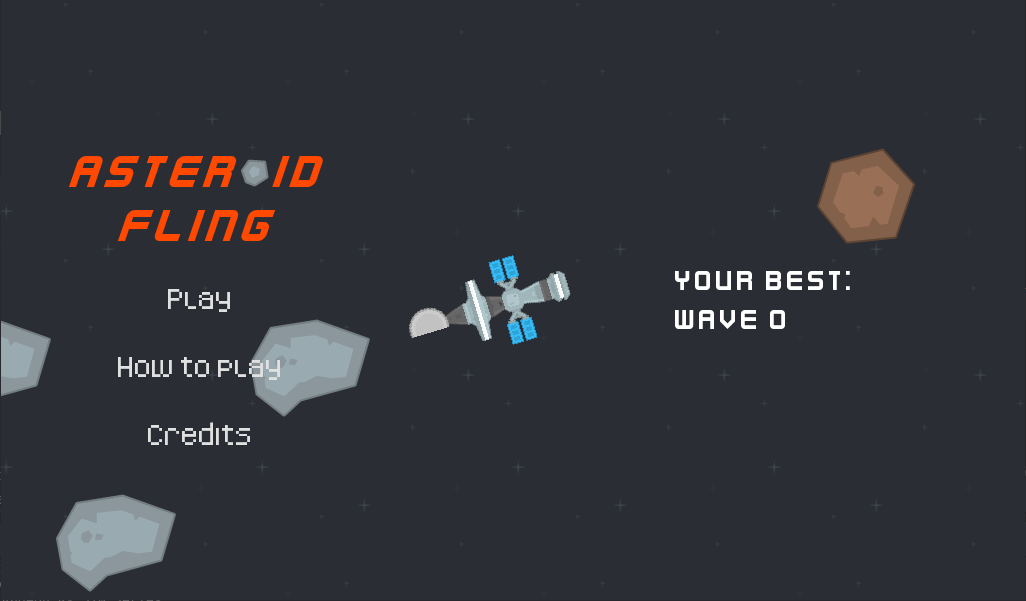 ASTEROID
FLING
Play
How to play
Credits
YOUR BEST:
WAVE 0